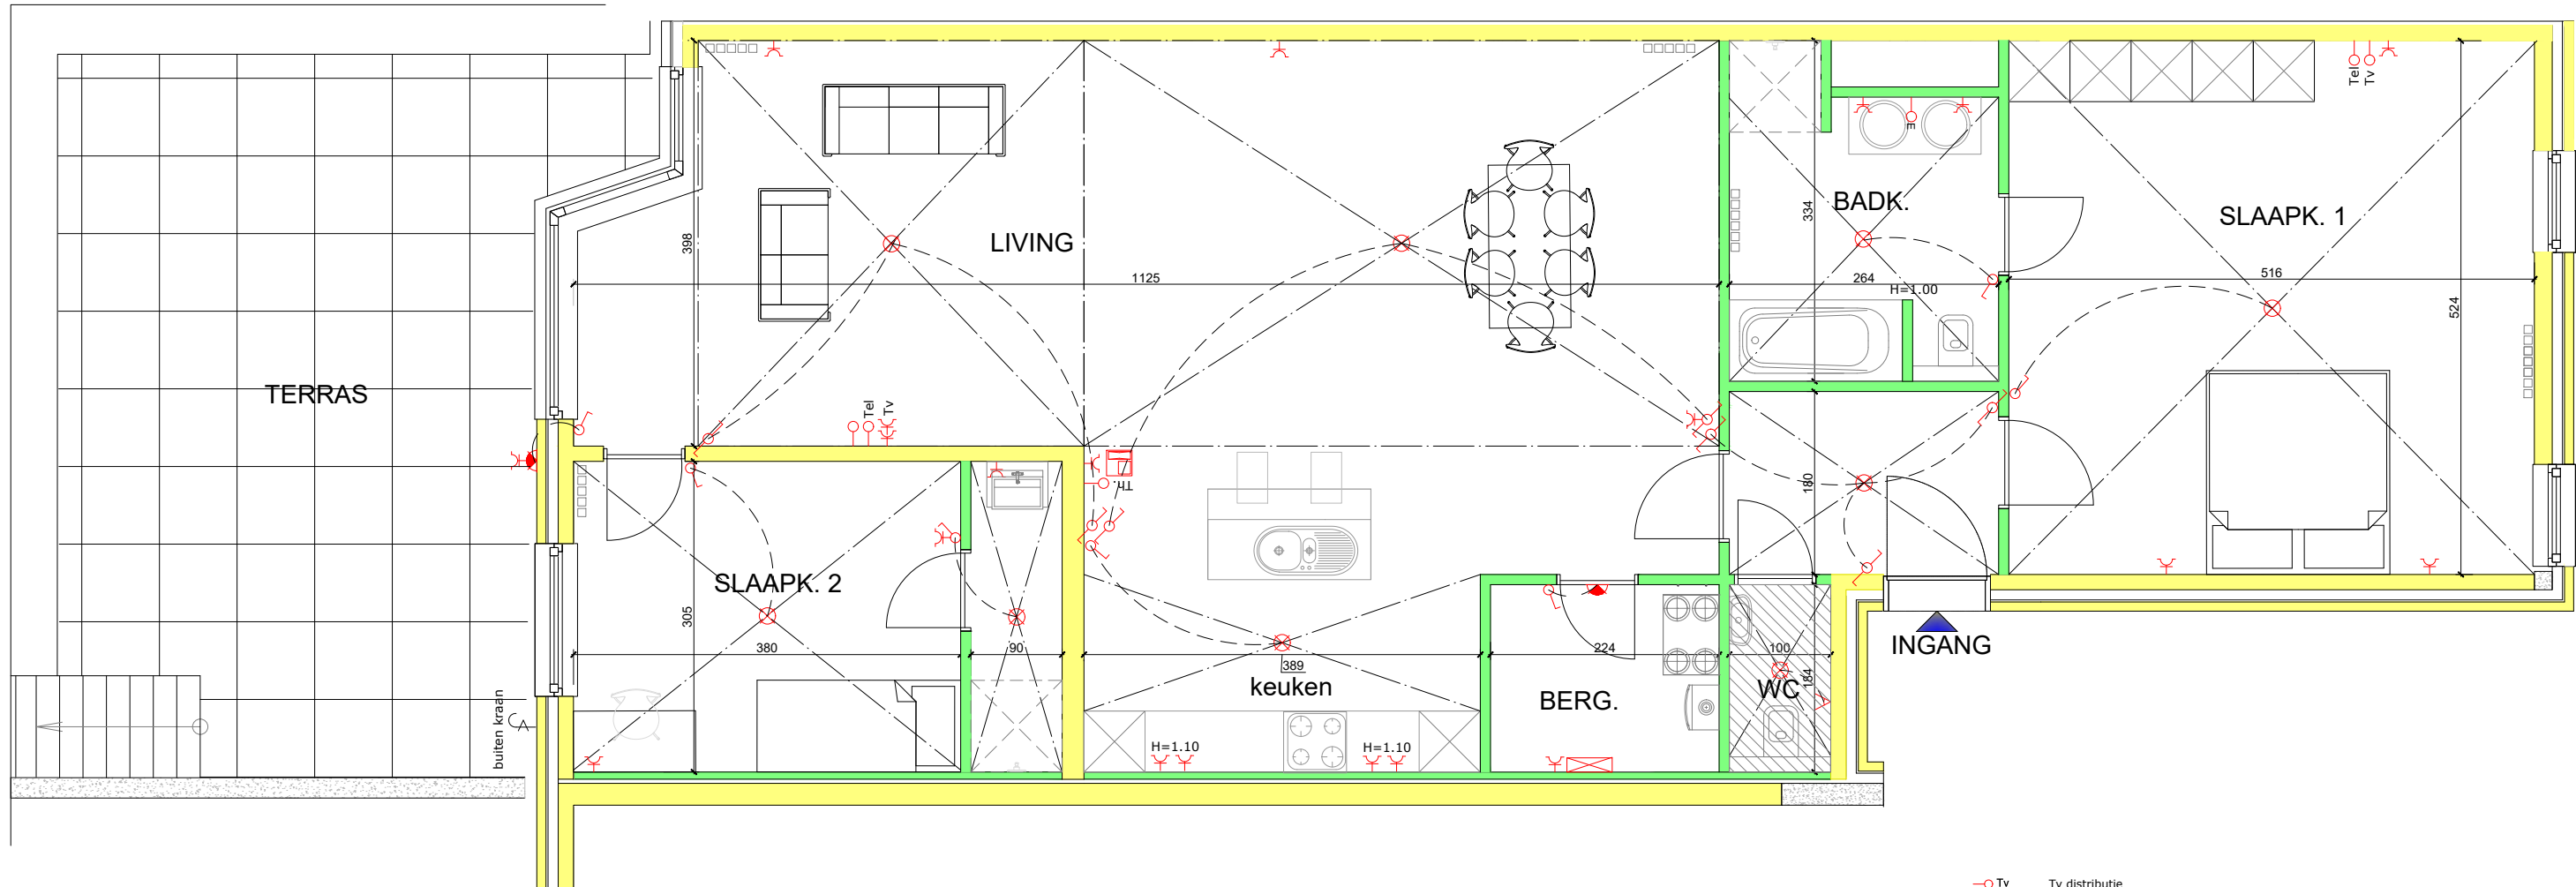 Tel
Tv
BADK.
SLAAPK. 1
LIVING
398
334
E
1125
264
516
H=1.00
524
TERRAS
Tel
Tv
Th.
180
SLAAPK. 2
305
380
90
389
keuken
224
100
184
INGANG
BERG.
WC
buiten kraan
H=1.10
H=1.10
Tv
Tv distributie